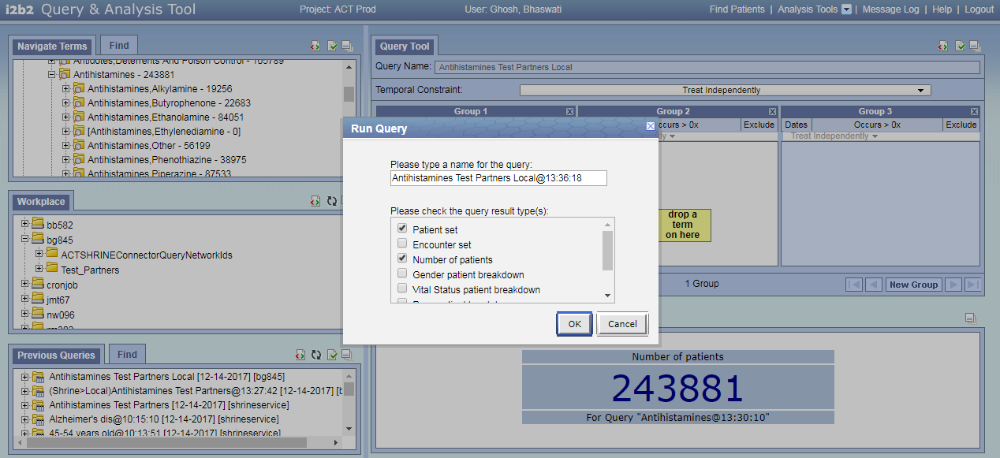 i2b2 Query & Analysis Tool
Project: ACT Prod
User: Ghosh, Bhaswati
Find Patients | Analysis Tools | Message Log | Help | Logout
Navigate Terms
Find
Antidotes,Deterrents And Poison Control - 105789
Antihistamines - 243881
Antihistamines,Alkylamine - 19256
Antihistamines,Butyrophenone - 22683
Antihistamines,Ethanolamine - 84051
[Antihistamines,Ethylenediamine - 0]
Antihistamines,Other - 56199
Antihistamines,Phenothiazine - 38975
Antihistamines,Piperazine - 87533
Workplace
bb582
bg845
ACTSHRINEConnectorQueryNetworkIds
Test_Partners
cronjob
jmt67
nw096
Previous Queries
Find
Antihistamines Test Partners Local [12-14-2017] [bg845]
(Shrine>Local)Antihistamines Test Partners@13:27:42 [12-14-2017] [b
Antihistamines Test Partners [12-14-2017] [shrineservice]
Alzheimer's dis@10:15:10 [12-14-2017] [shrineservice]
45-54 years old@10:13:51 [12-14-2017] [shrineservice]
Query Tool
Query Name: Antihistamines Test Partners Local
Temporal Constraint: Treat Independently
Group 1
Group 2
Group 3
ccurs > 0x
Exclude
Dates
Occurs > 0x
Exclude
tly
Treat Independently
drop a
term
on here
1 Group
New Group
Run Query
Please type a name for the query:
Antihistamines Test Partners Local@13:36:18
Please check the query result type(s):
Patient set
Encounter set
Number of patients
Gender patient breakdown
Vital Status patient breakdown
OK
Cancel
Number of patients
243881
For Query "Antihistamines@13:30:10"